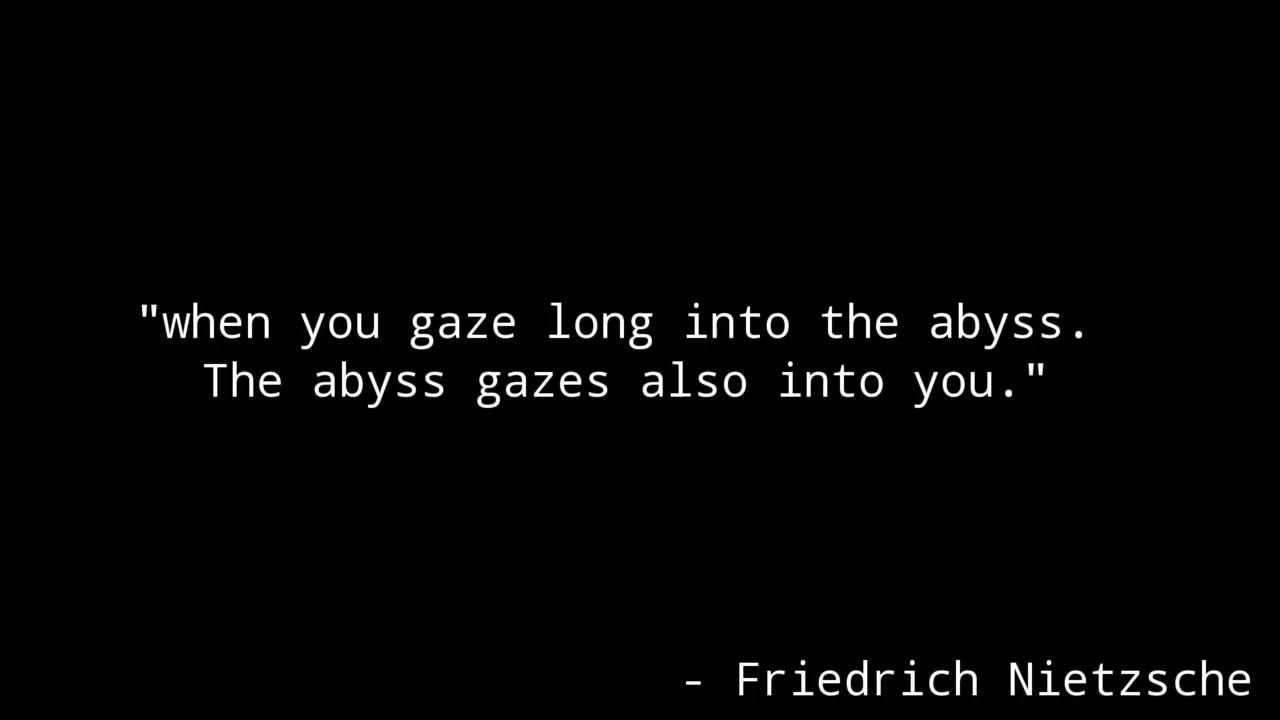 "when you gaze long into the abyss.
The abyss gazes also into you."
- Friedrich Nietzsche